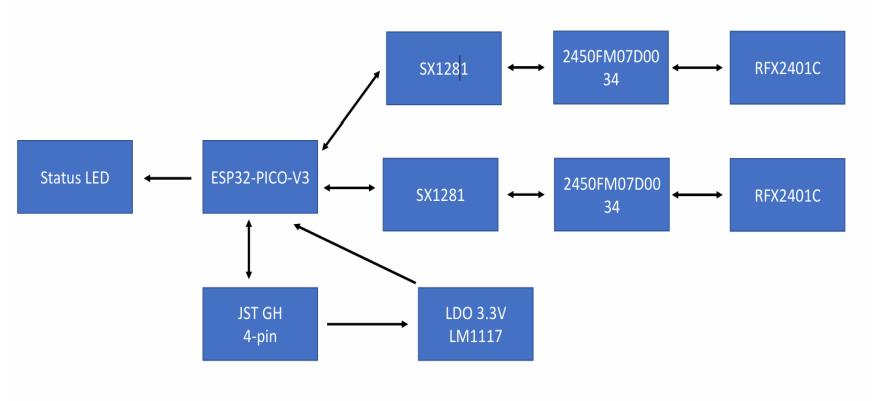 SX1281
2450FM07D00
34
RFX2401C
Status LED
ESP32-PICO-V3
SX1281
2450FM07D00
34
RFX2401C
JST GH
4-pin
LDO 3.3V
LM1117